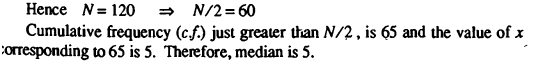 Hence N=120 ⇒ N/2=60
Cumulative frequency (c.f.) just greater than N/2, is 65 and the value of x
corresponding to 65 is 5. Therefore, median is 5.